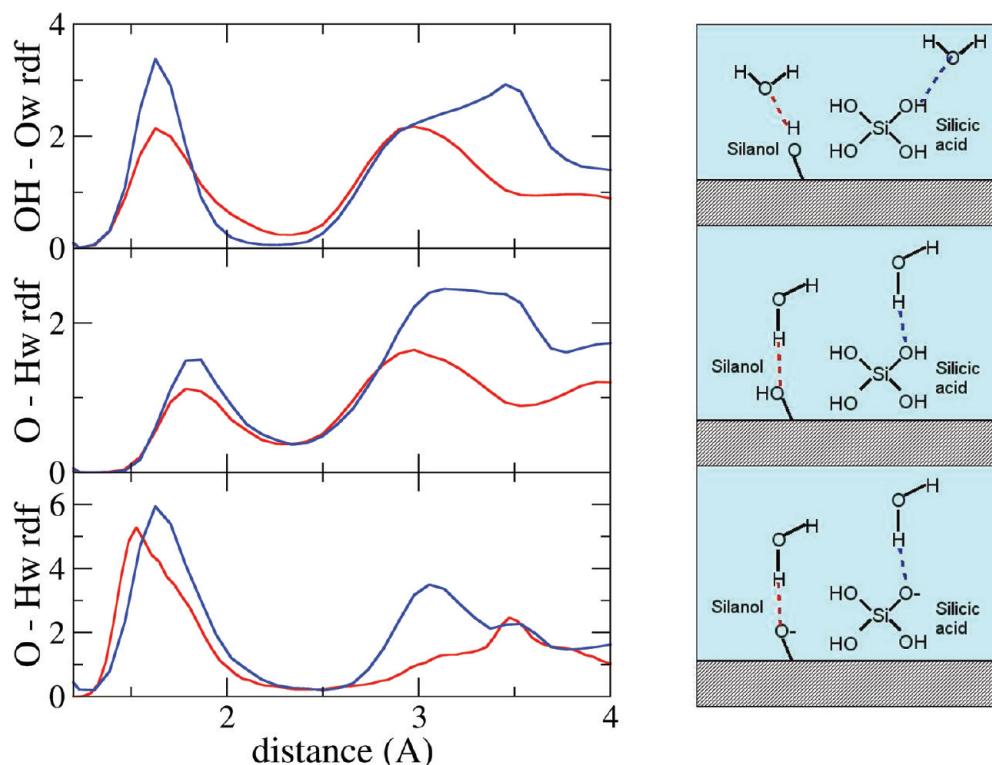 OH - Ow rdf
4
2
0
O - Hw rdf
2
0
O - Hw rdf
6
4
2
0
2
3
4
distance (A)
H H
O
H
O
Silanol
H
H
O
HO OH
Si
HO OH
Silicic
acid
O H
H
O H
H
Silanol
HO
HO OH
Si
HO OH
Silicic
acid
O H
H
O H
H
Silanol
O-
HO O-
Si
HO OH
Silicic
acid